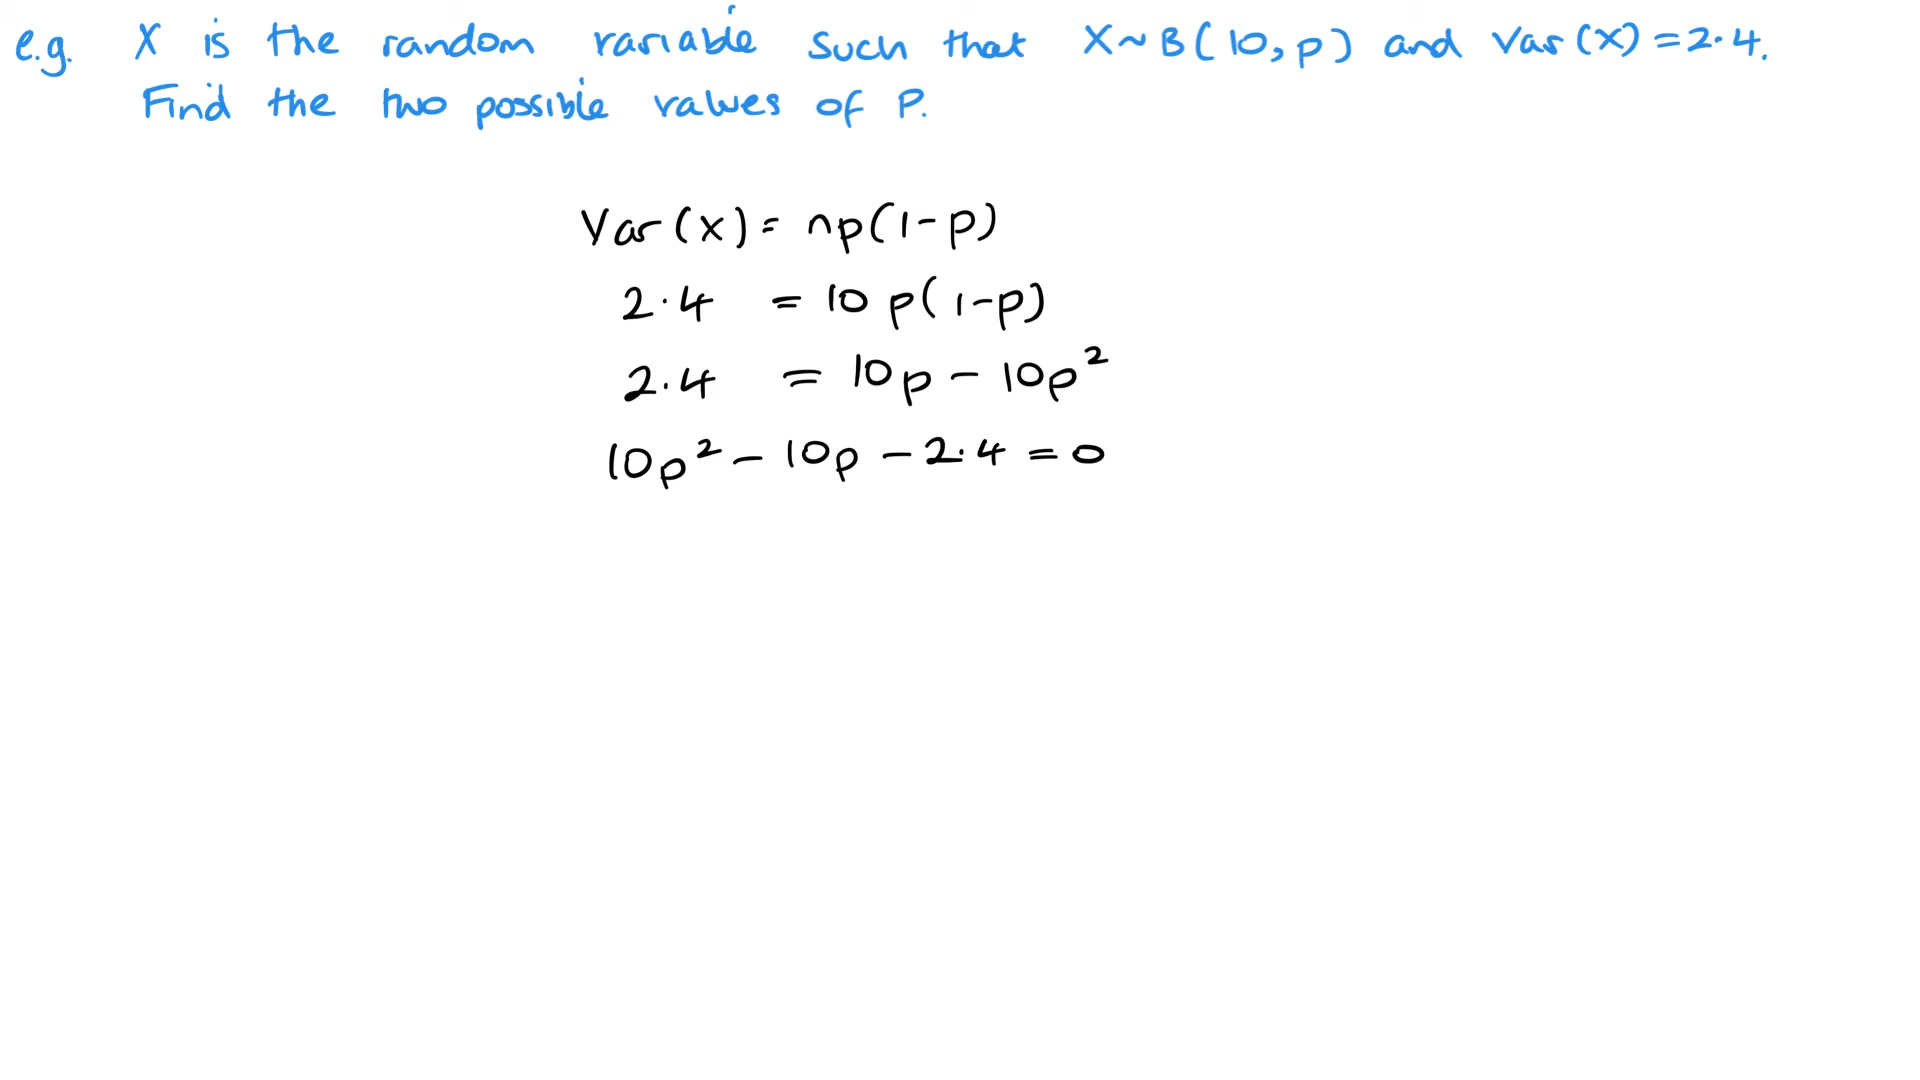 e.g. X is the random variable such that X~B(10,p) and Var(X)=2.4.
Find the two possible values of P.
Var(X) = np(1-p)
2.4 = 10p(1-p)
2.4 = 10p - 10p²
10p² - 10p - 2.4 = 0